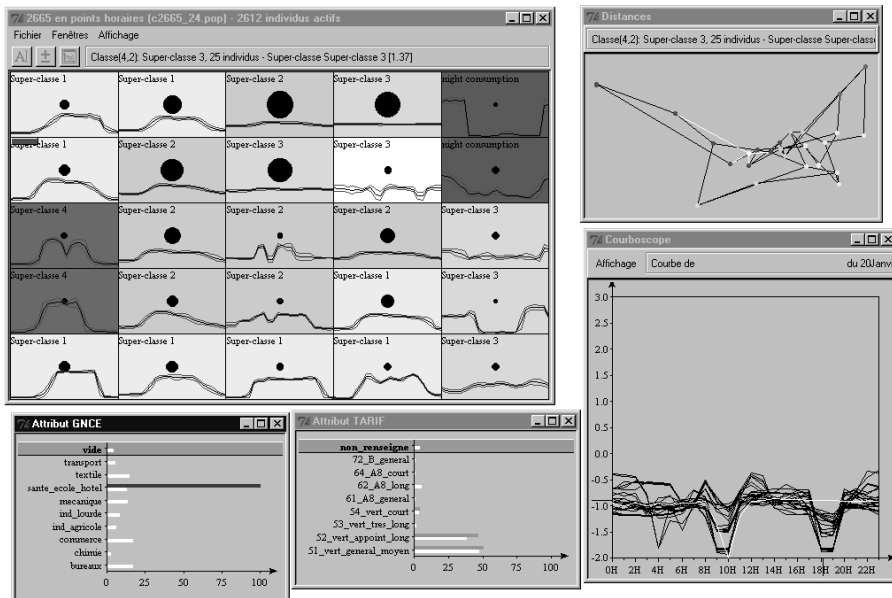 2665 en points horaires (c2665_24.pop) - 2612 individus actifs
Fichier Fenêtres Affichage
Classe(4,2): Super-classe 3, 25 individus - Super-classe Super-classe 3 [1.37]
Super-classe 1 Super-classe 1 Super-classe 2 Super-classe 3 night consumption
Super-classe 1 Super-classe 2 Super-classe 3 Super-classe 3 night consumption
Super-classe 4 Super-classe 2 Super-classe 2 Super-classe 2 Super-classe 3
Super-classe 4 Super-classe 2 Super-classe 2 Super-classe 1 Super-classe 3
Super-classe 1 Super-classe 1 Super-classe 1 Super-classe 1 Super-classe 3
Distances
Classe(4,2): Super-classe 3, 25 individus - Super-classe Super-classe
Courboscope
Affichage Courbe de du 20Janvi
3.0
2.5
2.0
1.5
1.0
0.5
0.0
-0.5
-1.0
-1.5
-2.0
0H 2H 4H 6H 8H 10H 12H 14H 16H 18H 20H 22H
Attribut GNCE
vide
transport
textile
sante_ecole_hotel
mecanique
ind_lourde
ind_agricole
commerce
chimie
bureaux
0 25 50 75 100
Attribut TARIF
non_renseigne
72_B_general
64_A8_court
62_A8_long
61_A8_general
54_vert_court
53_vert_tres_long
52_vert_appoint_long
51_vert_general_moyen
0 25 50 75 100